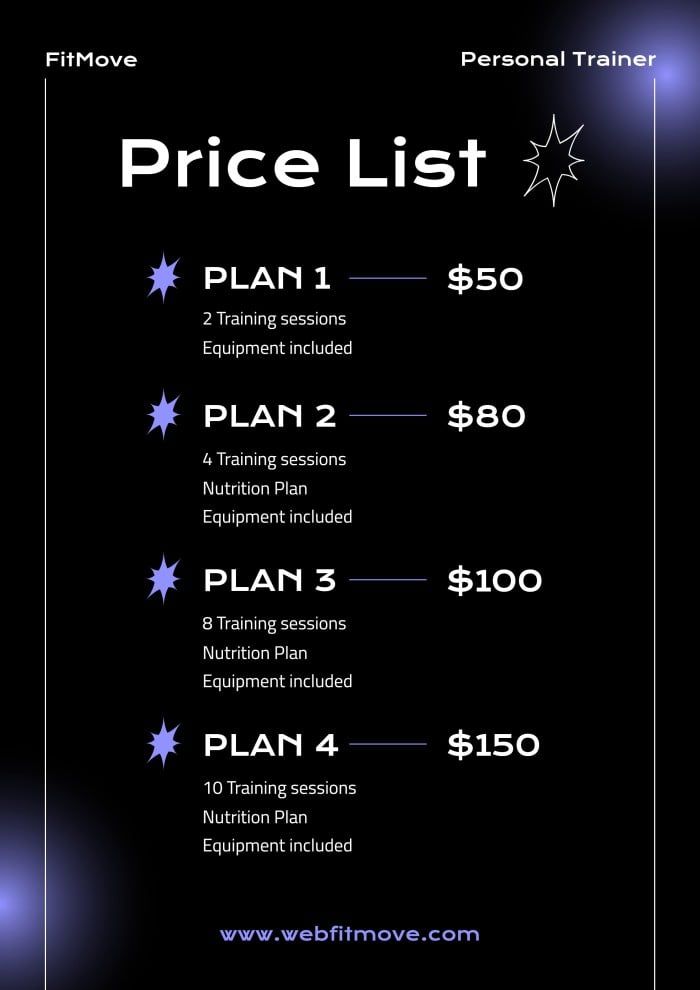 FitMove
Personal Trainer
Price List
PLAN 1 $50
2 Training sessions
Equipment included
PLAN 2 $80
4 Training sessions
Nutrition Plan
Equipment included
PLAN 3 $100
8 Training sessions
Nutrition Plan
Equipment included
PLAN 4 $150
10 Training sessions
Nutrition Plan
Equipment included
www.webfitmove.com